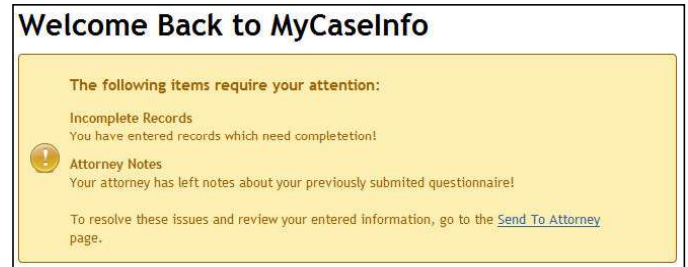 Welcome Back to MyCaseInfo
The following items require your attention:
Incomplete Records
You have entered records which need completetion!
Attorney Notes
Your attorney has left notes about your previously submited questionnaire!
To resolve these issues and review your entered information, go to the Send To Attorney
page.